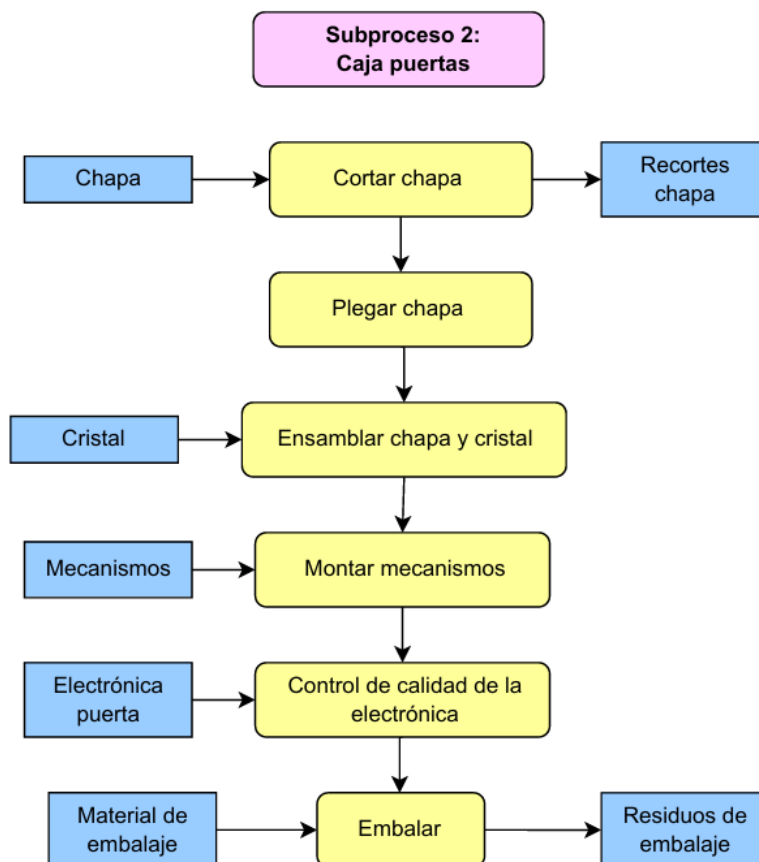 Subproceso 2:
Caja puertas
Chapa
Cortar chapa
Recortes
chapa
Plegar chapa
Cristal
Ensamblar chapa y cristal
Mecanismos
Montar mecanismos
Electrónica
puerta
Control de calidad de la
electrónica
Material de
embalaje
Embalar
Residuos de
embalaje